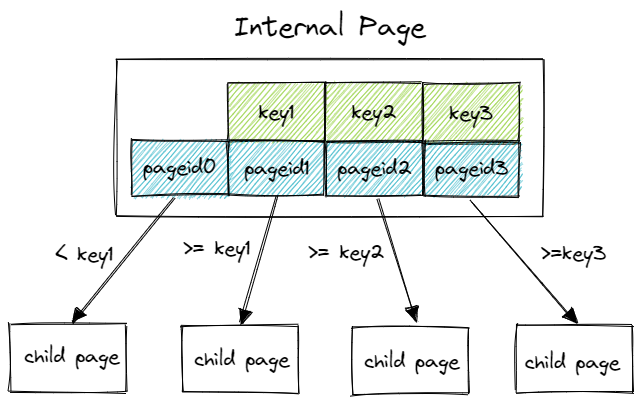 Internal Page
key1 key2 key3
pageid0 pageid1 pageid2 pageid3
< key1 >= key1 >= key2 >=key3
child page child page child page child page